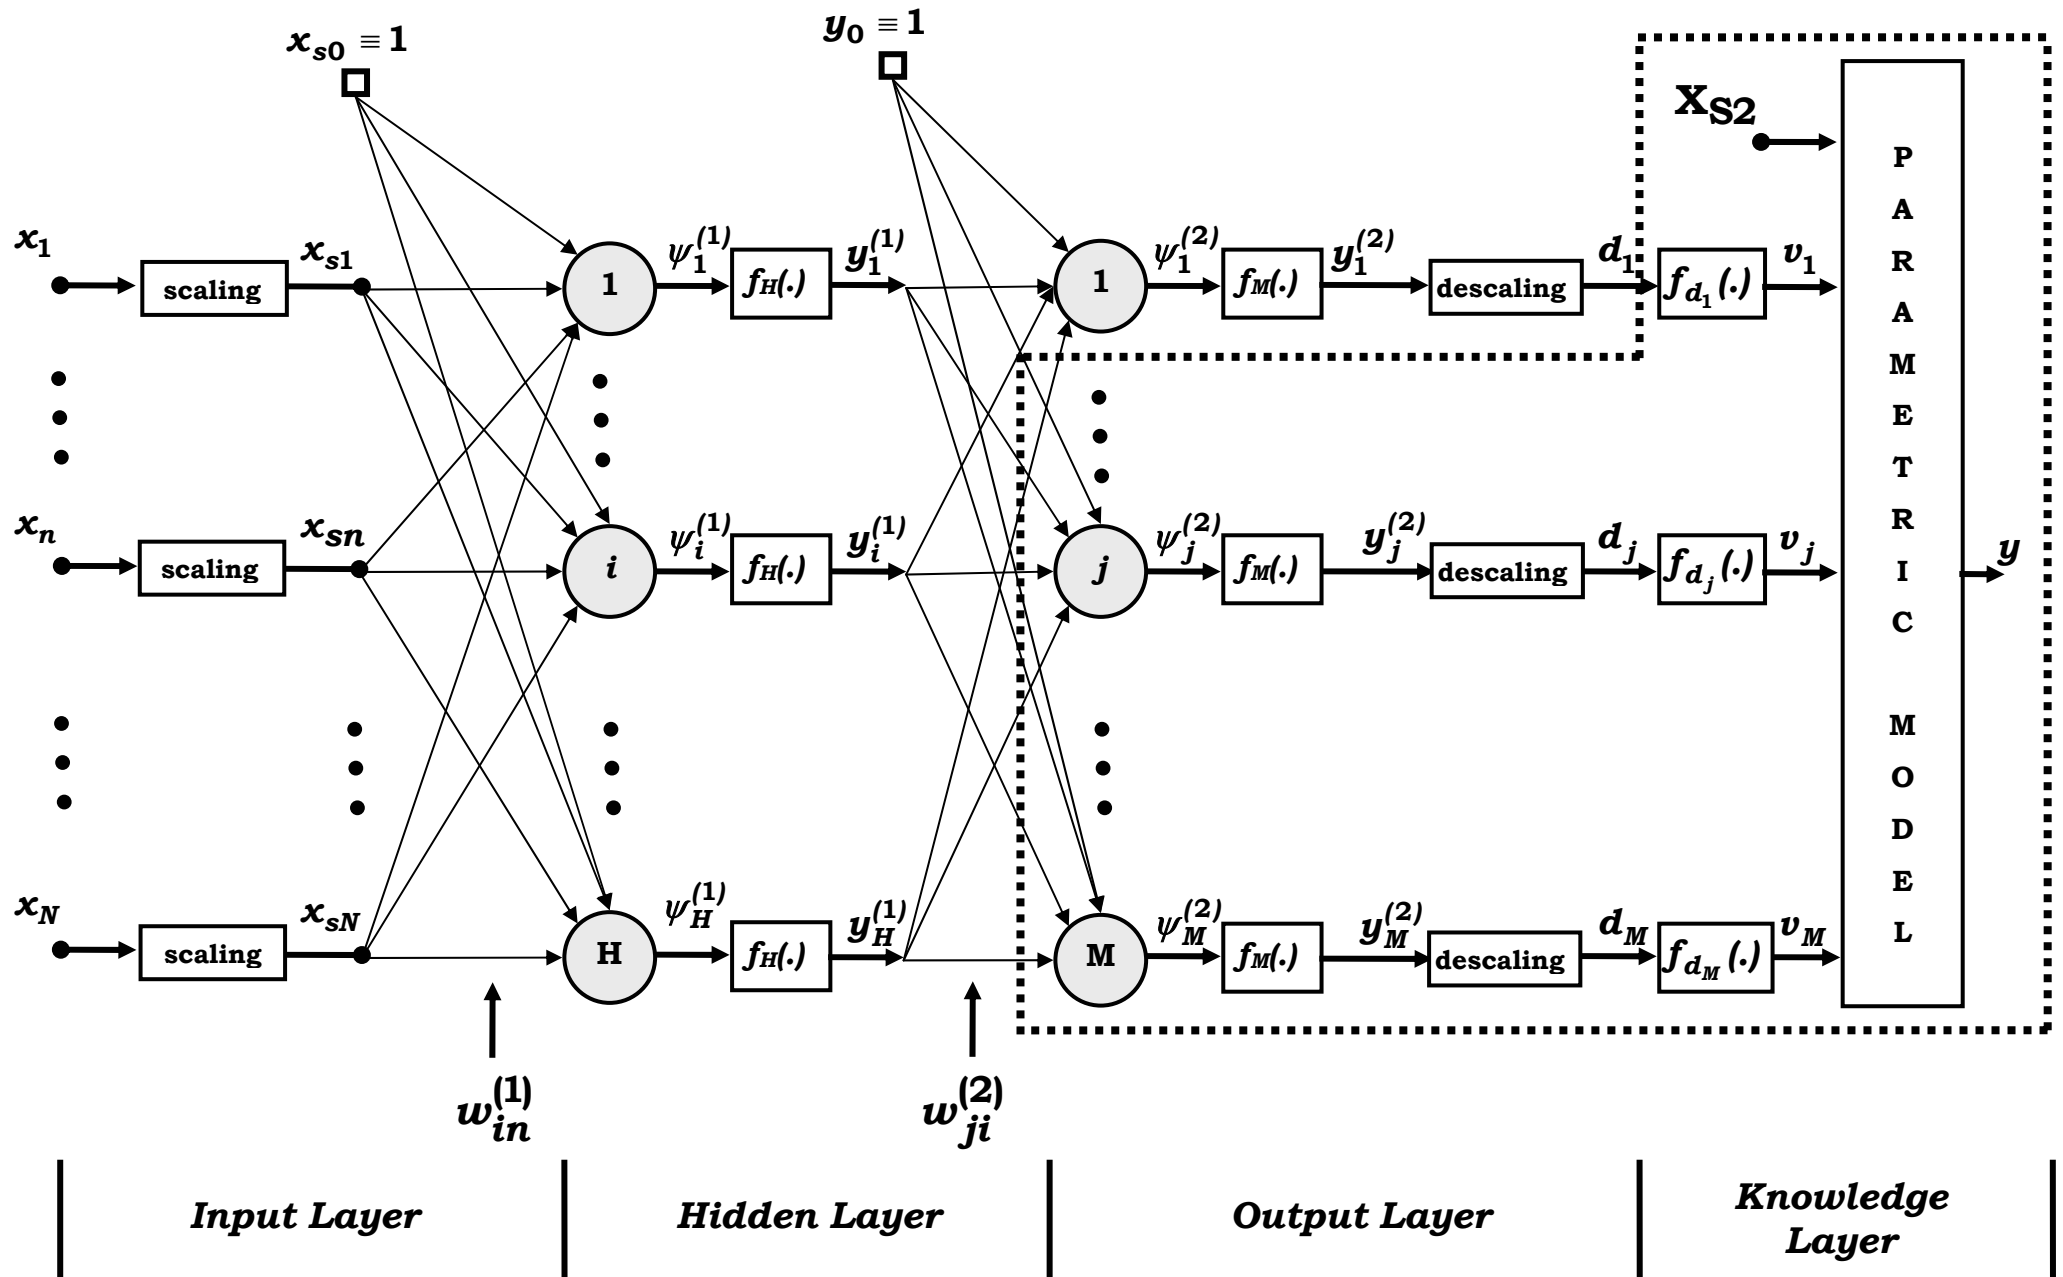 x_{s0} ≡ 1
y_0 ≡ 1
X_{S2}
x_1
scaling
x_{s1}
1
ψ_1^{(1)}
f_H(.)
y_1^{(1)}
1
ψ_1^{(2)}
f_M(.)
y_1^{(2)}
descaling
d_1
f_{d_1}(.)
v_1
x_n
scaling
x_{sn}
i
ψ_i^{(1)}
f_H(.)
y_i^{(1)}
j
ψ_j^{(2)}
f_M(.)
y_j^{(2)}
descaling
d_j
f_{d_j}(.)
v_j
P
A
R
A
M
E
T
R
I
C
M
O
D
E
L
y
x_N
scaling
x_{sN}
H
ψ_H^{(1)}
f_H(.)
y_H^{(1)}
M
ψ_M^{(2)}
f_M(.)
y_M^{(2)}
descaling
d_M
f_{d_M}(.)
v_M
w_{in}^{(1)}
w_{ji}^{(2)}
Input Layer
Hidden Layer
Output Layer
Knowledge
Layer